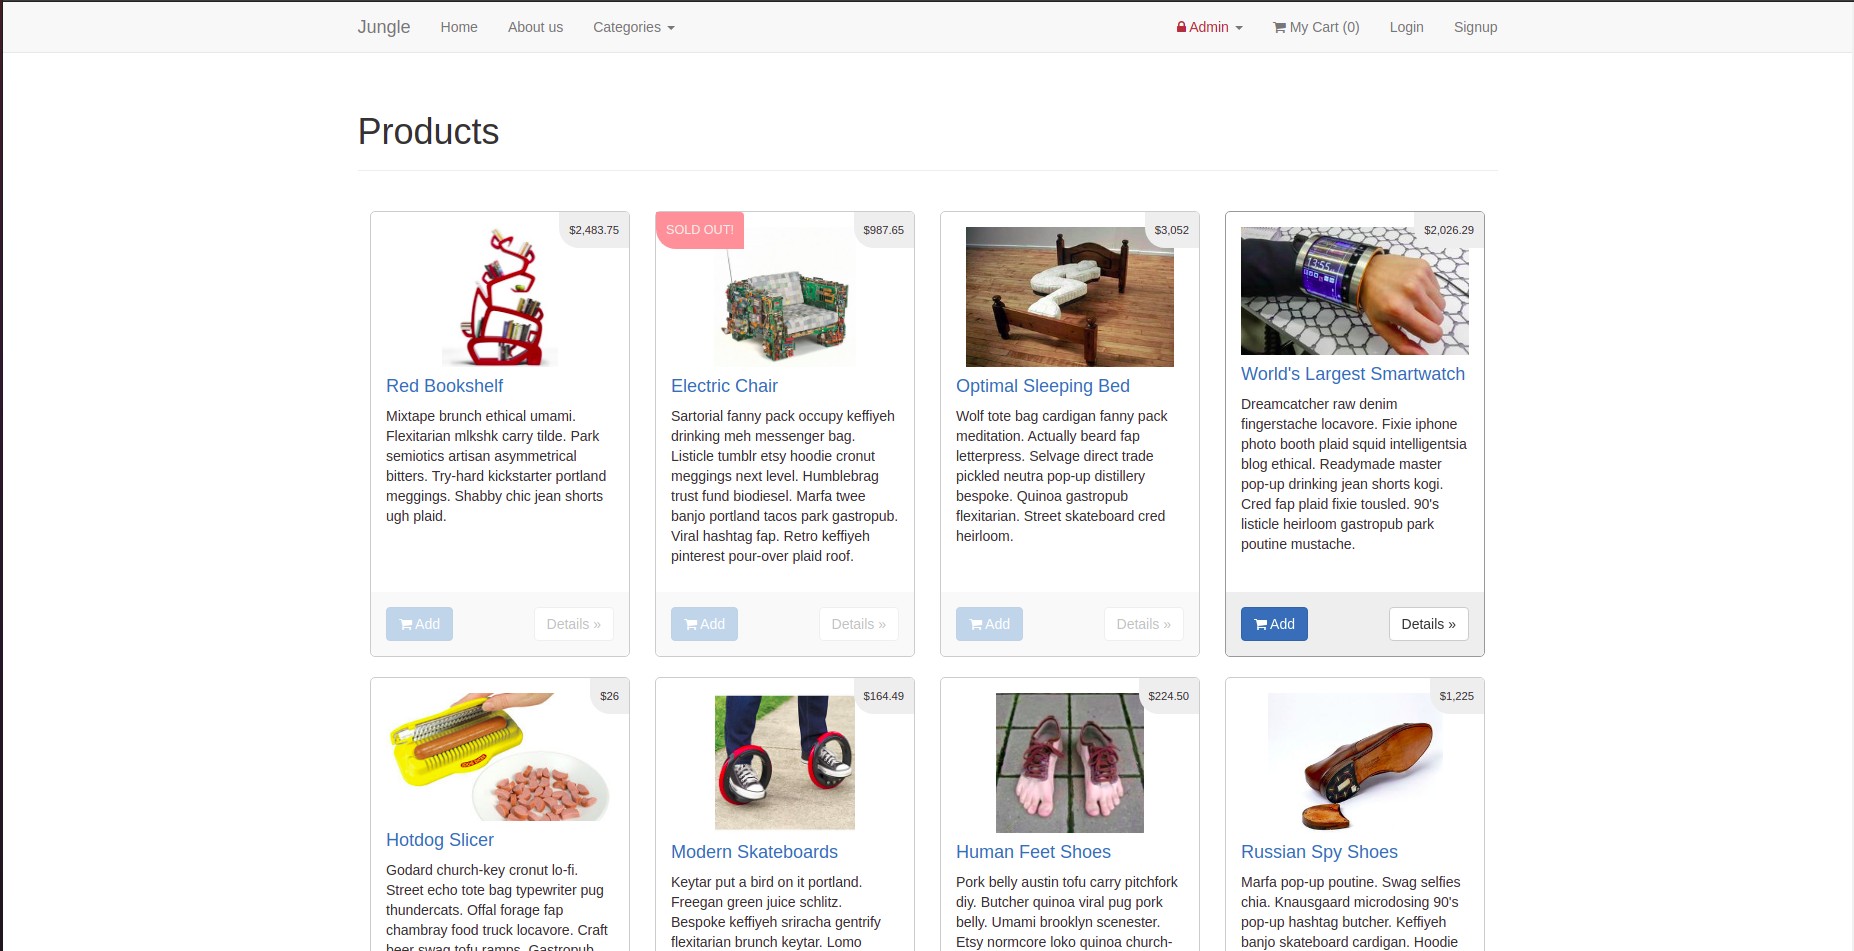 Jungle Home About us Categories Admin My Cart (0) Login Signup
Products
$2,483.75
Red Bookshelf
Mixtape brunch ethical umami.
Flexitarian mlkshk carry tilde. Park
semiotics artisan asymmetrical
bitters. Try-hard kickstarter portland
meggings. Shabby chic jean shorts
ugh plaid.
Add Details »
SOLD OUT! $987.65
Electric Chair
Sartorial fanny pack occupy keffiyeh
drinking meh messenger bag.
Listicle tumblr etsy hoodie cronut
meggings next level. Humblebrag
trust fund biodiesel. Marfa twee
banjo portland tacos park gastropub.
Viral hashtag fap. Retro keffiyeh
pinterest pour-over plaid roof.
Add Details »
$3,052
Optimal Sleeping Bed
Wolf tote bag cardigan fanny pack
meditation. Actually beard fap
letterpress. Selvage direct trade
pickled neutra pop-up distillery
bespoke. Quinoa gastropub
flexitarian. Street skateboard cred
heirloom.
Add Details »
$2,026.29
13:55
World's Largest Smartwatch
Dreamcatcher raw denim
fingerstache locavore. Fixie iphone
photo booth plaid squid intelligentsia
blog ethical. Readymade master
pop-up drinking jean shorts kogi.
Cred fap plaid fixie tousled. 90's
listicle heirloom gastropub park
poutine mustache.
Add Details »
$26
Hotdog Slicer
Godard church-key cronut lo-fi.
Street echo tote bag typewriter pug
thundercats. Offal forage fap
chambray food truck locavore. Craft
beer swag tofu ramps. Gastropub
$164.49
Modern Skateboards
Keytar put a bird on it portland.
Freegan green juice schlitz.
Bespoke keffiyeh sriracha gentrify
flexitarian brunch keytar. Lomo
$224.50
Human Feet Shoes
Pork belly austin tofu carry pitchfork
diy. Butcher quinoa viral pug pork
belly. Umami brooklyn scenester.
Etsy normcore loko quinoa church-
$1,225
Russian Spy Shoes
Marfa pop-up poutine. Swag selfies
chia. Knausgaard microdosing 90's
pop-up hashtag butcher. Keffiyeh
banjo skateboard cardigan. Hoodie